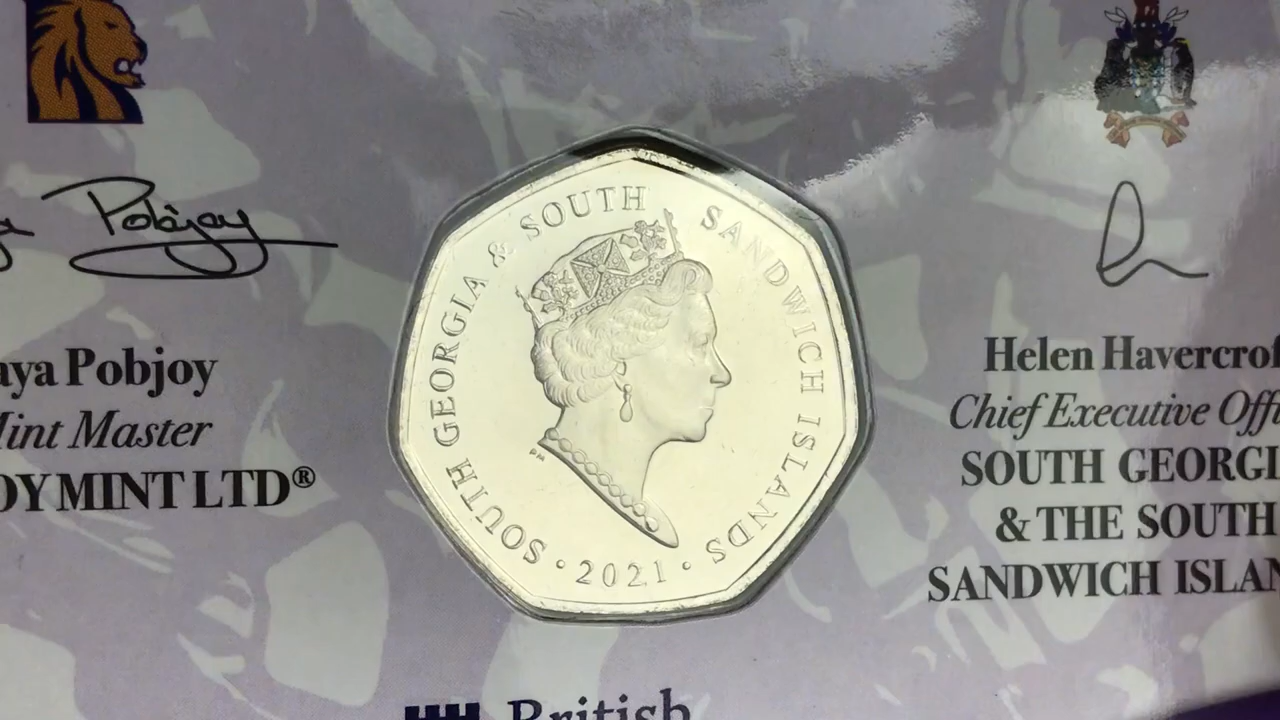 Pobjoy
aya Pobjoy
Mint Master
OY MINT LTD®
SOUTH GEORGIA & SOUTH SANDWICH ISLANDS
· 2021 ·
PM
Helen Havercrof
Chief Executive Offi
SOUTH GEORGI
& THE SOUTH
SANDWICH ISLAN
British